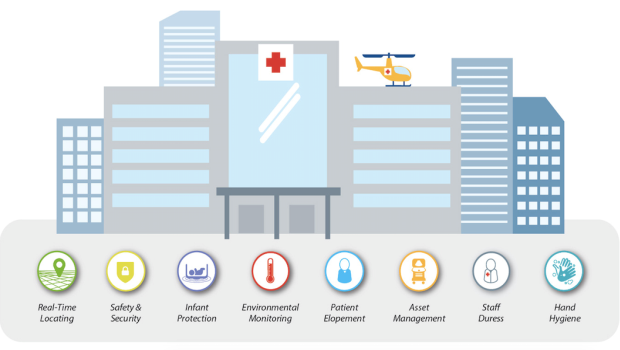 Real-Time
Locating
Safety &
Security
Infant
Protection
Environmental
Monitoring
Patient
Elopement
Asset
Management
Staff
Duress
Hand
Hygiene